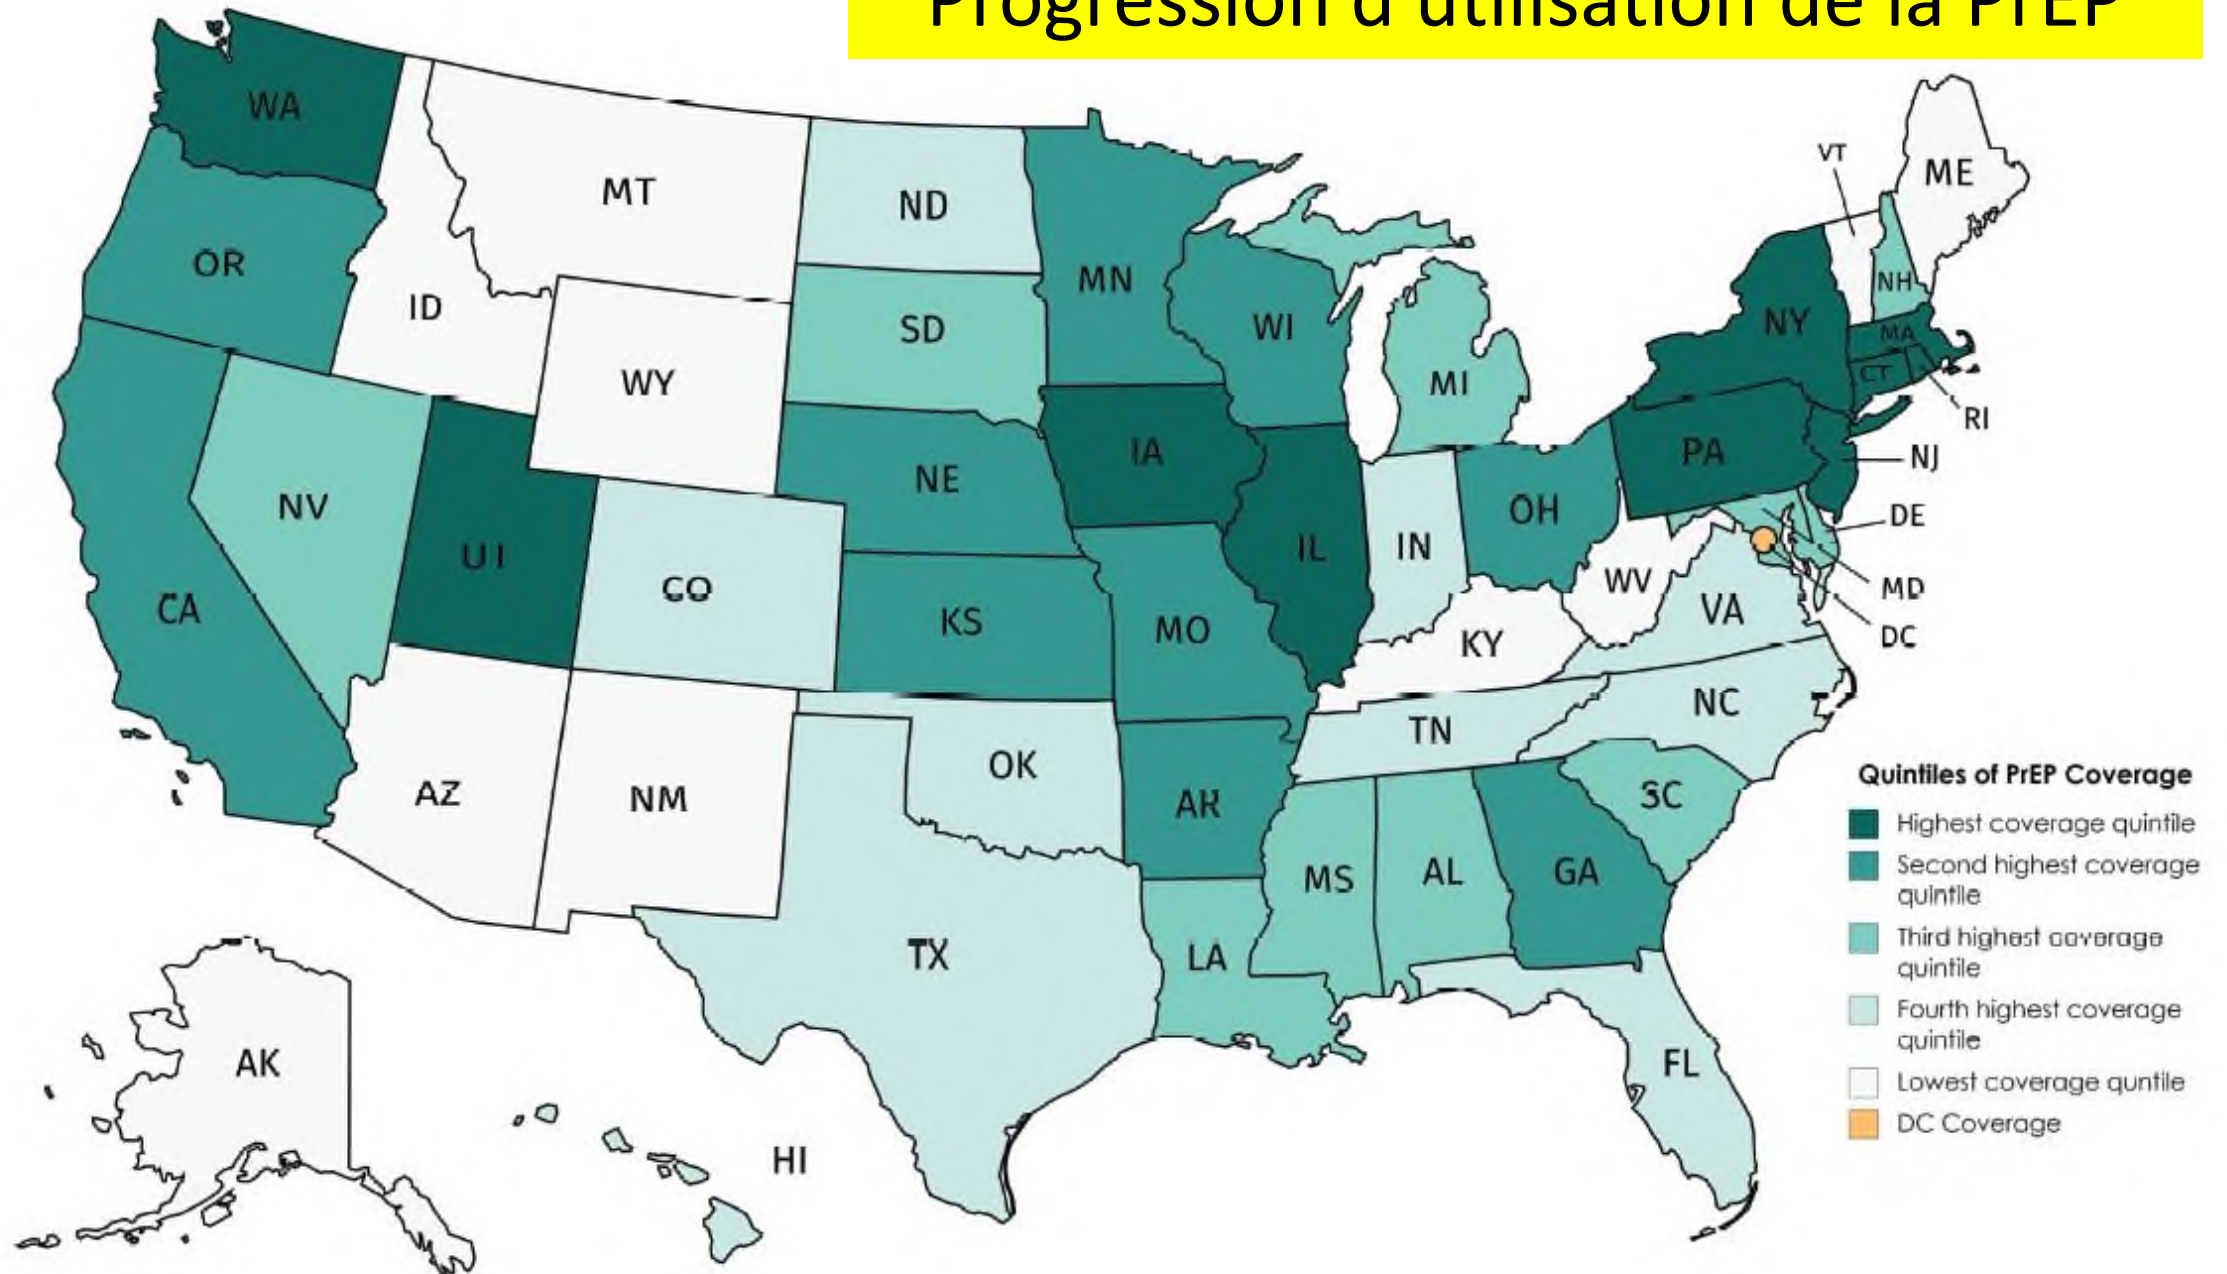 Progression d'utilisation de la PrEP
WA
MT
ND
MN
VT
ME
OR
ID
SD
WI
NH
NY
MA
WY
MI
CT
RI
IA
PA
NJ
NE
NV
OH
DE
UI
IL
IN
CO
WV
MD
CA
KS
MO
VA
DC
KY
NC
TN
OK
AZ
NM
AR
SC
MS
AL
GA
TX
LA
AK
FL
HI
Quintiles of PrEP Coverage
Highest coverage quintile
Second highest coverage
quintile
Third highest coverage
quintile
Fourth highest coverage
quintile
Lowest coverage quntile
DC Coverage